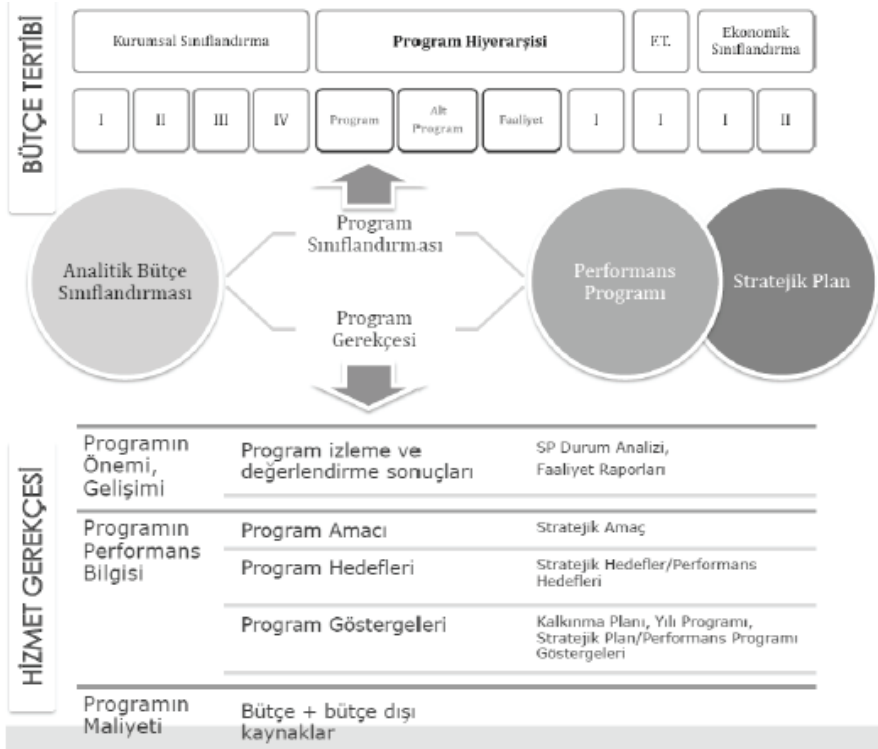 BÜTÇE TERTİBİ
Kurumsal Sınıflandırma
Program Hiyerarşisi
F.T.
Ekonomik
Sınıflandırma
I
II
III
IV
Program
Alt
Program
Faaliyet
I
I
I
II
Analitik Bütçe
Sınıflandırması
Program
Sınıflandırması
Program
Gerekçesi
Performans
Programı
Stratejik Plan
HİZMET GEREKÇESİ
Programın
Önemi,
Gelişimi
Program izleme ve
değerlendirme sonuçları
SP Durum Analizi,
Faaliyet Raporları
Programın
Performans
Bilgisi
Program Amacı
Stratejik Amaç
Program Hedefleri
Stratejik Hedefler/Performans
Hedefleri
Program Göstergeleri
Kalkınma Planı, Yılı Programı,
Stratejik Plan/Performans Programı
Göstergeleri
Programın
Maliyeti
Bütçe + bütçe dışı
kaynaklar